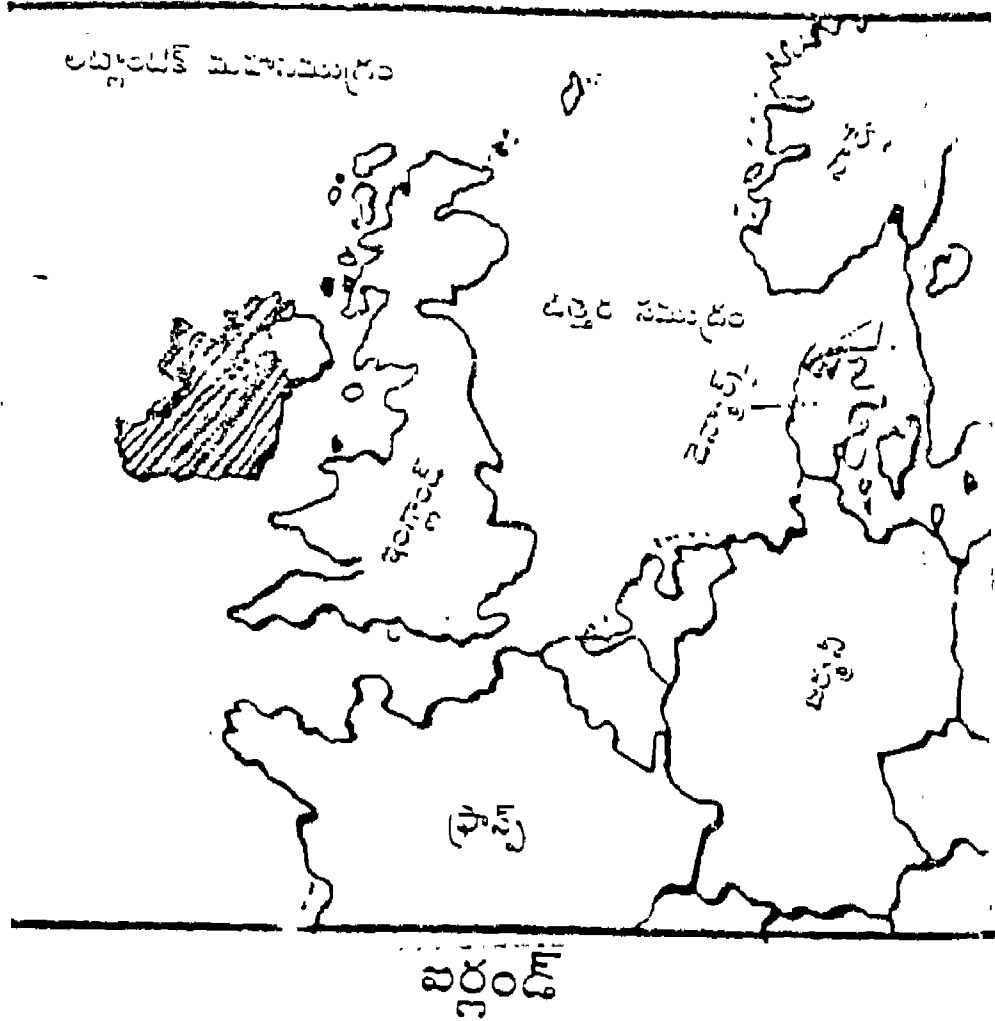 అట్లాంటిక్ మహాసముద్రం
ఉత్తర సముద్రం
డెన్మార్క్
ఇంగ్లాండ్
జర్మనీ
ఫ్రాన్స్
ఐర్లండ్